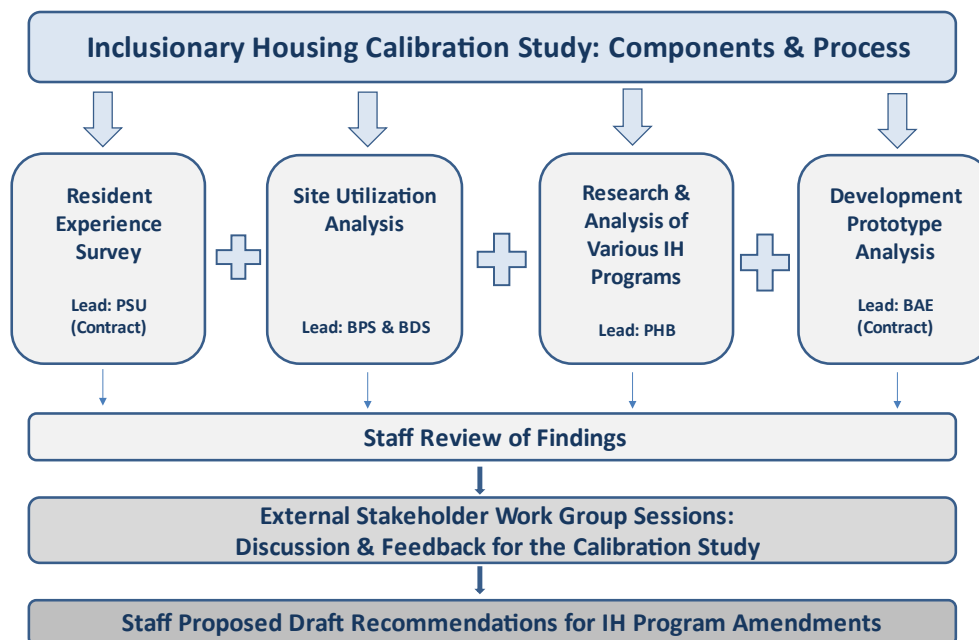 Inclusionary Housing Calibration Study: Components & Process
Resident
Experience
Survey
Lead: PSU
(Contract)
Site Utilization
Analysis
Lead: BPS & BDS
Research &
Analysis of
Various IH
Programs
Lead: PHB
Development
Prototype
Analysis
Lead: BAE
(Contract)
Staff Review of Findings
External Stakeholder Work Group Sessions:
Discussion & Feedback for the Calibration Study
Staff Proposed Draft Recommendations for IH Program Amendments